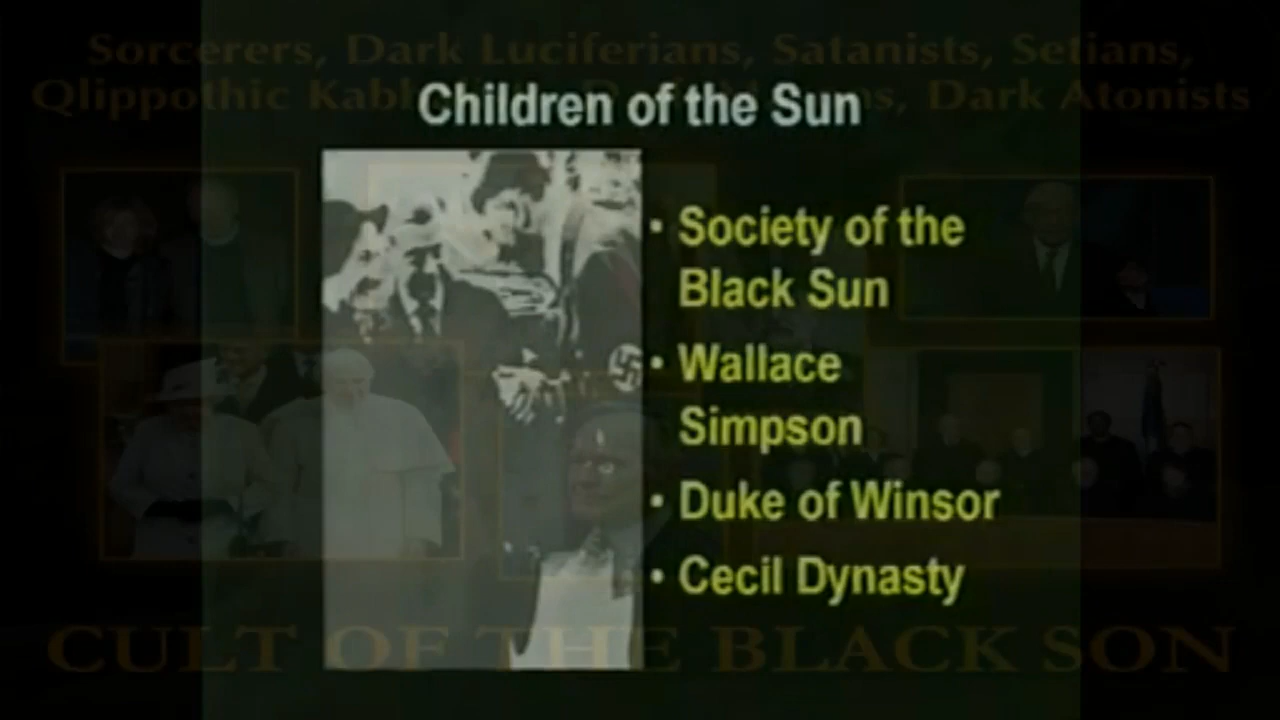 Sorcerers, Dark Luciferians, Satanists, Setians,
Qlippothic Dark Atonists
Children of the Sun
• Society of the
Black Sun
• Wallace
Simpson
• Duke of Winsor
• Cecil Dynasty
CULT OF THE BLACK SON